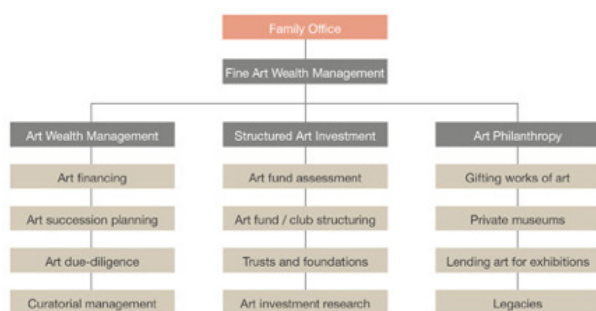 Family Office
Fine Art Wealth Management
Art Wealth Management
Structured Art Investment
Art Philanthropy
Art financing
Art fund assessment
Gifting works of art
Art succession planning
Art fund / club structuring
Private museums
Art due-diligence
Trusts and foundations
Lending art for exhibitions
Curatorial management
Art investment research
Legacies